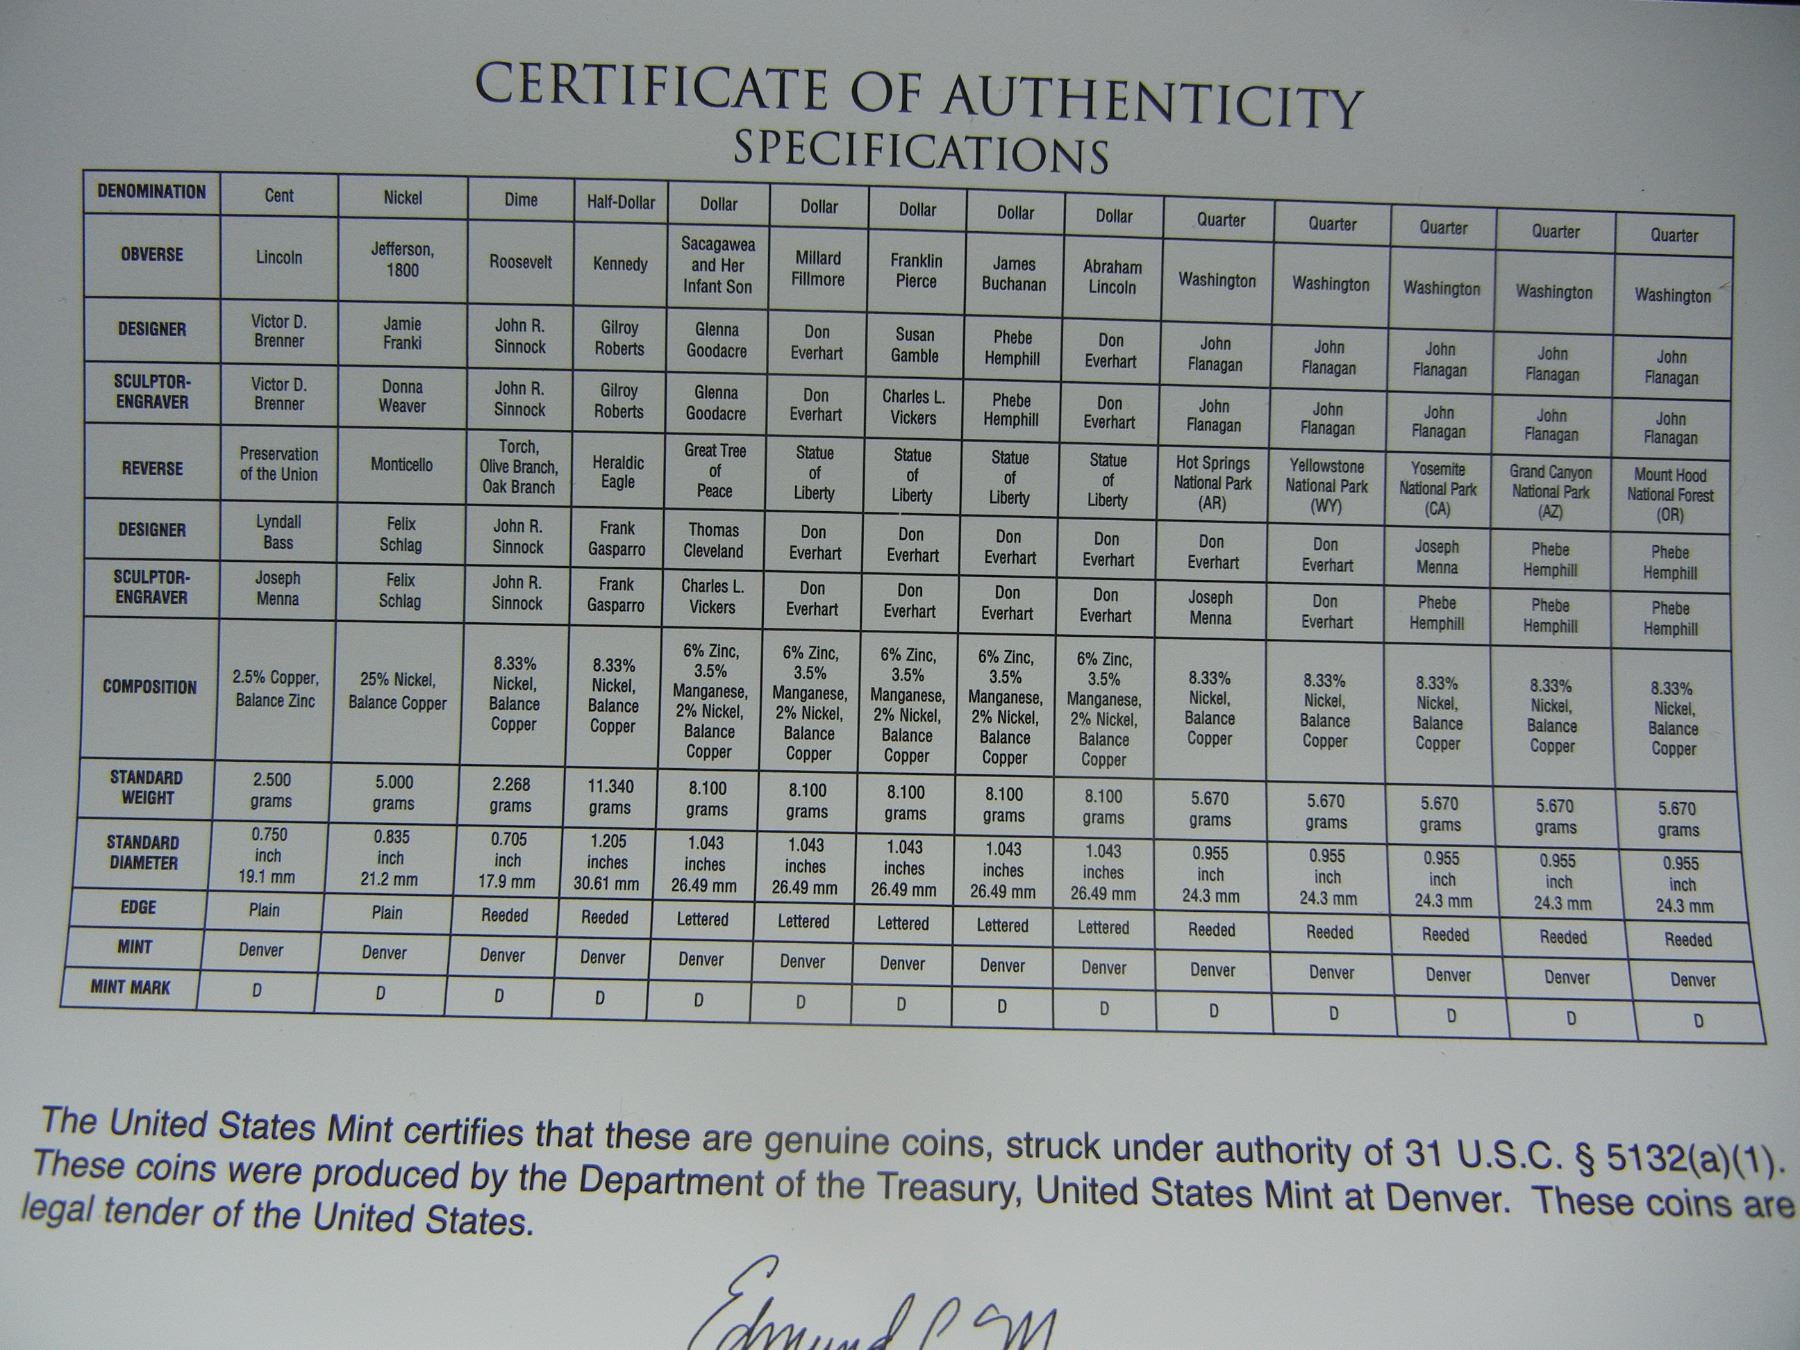 CERTIFICATE OF AUTHENTICITY
SPECIFICATIONS
DENOMINATION Cent Nickel Dime Half-Dollar Dollar Dollar Dollar Dollar Dollar Quarter Quarter Quarter Quarter Quarter
OBVERSE Lincoln Jefferson, 1800 Roosevelt Kennedy Sacagawea and Her Infant Son Millard Fillmore Franklin Pierce James Buchanan Abraham Lincoln Washington Washington Washington Washington Washington
DESIGNER Victor D. Brenner Jamie Franki John R. Sinnock Gilroy Roberts Glenna Goodacre Don Everhart Susan Gamble Phebe Hemphill Don Everhart John Flanagan John Flanagan John Flanagan John Flanagan John Flanagan
SCULPTOR-ENGRAVER Victor D. Brenner Donna Weaver John R. Sinnock Gilroy Roberts Glenna Goodacre Don Everhart Charles L. Vickers Phebe Hemphill Don Everhart John Flanagan John Flanagan John Flanagan John Flanagan John Flanagan
REVERSE Preservation of the Union Monticello Torch, Olive Branch, Oak Branch Heraldic Eagle Great Tree of Peace Statue of Liberty Statue of Liberty Statue of Liberty Statue of Liberty Hot Springs National Park (AR) Yellowstone National Park (WY) Yosemite National Park (CA) Grand Canyon National Park (AZ) Mount Hood National Forest (OR)
DESIGNER Lyndall Bass Felix Schlag John R. Sinnock Frank Gasparro Thomas Cleveland Don Everhart Don Everhart Don Everhart Don Everhart Don Everhart Don Everhart Joseph Menna Phebe Hemphill Phebe Hemphill
SCULPTOR-ENGRAVER Joseph Menna Felix Schlag John R. Sinnock Frank Gasparro Charles L. Vickers Don Everhart Don Everhart Don Everhart Don Everhart Joseph Menna Don Everhart Phebe Hemphill Phebe Hemphill Phebe Hemphill
COMPOSITION 2.5% Copper, Balance Zinc 25% Nickel, Balance Copper 8.33% Nickel, Balance Copper 8.33% Nickel, Balance Copper 6% Zinc, 3.5% Manganese, 2% Nickel, Balance Copper 6% Zinc, 3.5% Manganese, 2% Nickel, Balance Copper 6% Zinc, 3.5% Manganese, 2% Nickel, Balance Copper 6% Zinc, 3.5% Manganese, 2% Nickel, Balance Copper 6% Zinc, 3.5% Manganese, 2% Nickel, Balance Copper 8.33% Nickel, Balance Copper 8.33% Nickel, Balance Copper 8.33% Nickel, Balance Copper 8.33% Nickel, Balance Copper 8.33% Nickel, Balance Copper
STANDARD WEIGHT 2.500 grams 5.000 grams 2.268 grams 11.340 grams 8.100 grams 8.100 grams 8.100 grams 8.100 grams 8.100 grams 5.670 grams 5.670 grams 5.670 grams 5.670 grams 5.670 grams
STANDARD DIAMETER 0.750 inch 19.1 mm 0.835 inch 21.2 mm 0.705 inch 17.9 mm 1.205 inches 30.61 mm 1.043 inches 26.49 mm 1.043 inches 26.49 mm 1.043 inches 26.49 mm 1.043 inches 26.49 mm 1.043 inches 26.49 mm 0.955 inch 24.3 mm 0.955 inch 24.3 mm 0.955 inch 24.3 mm 0.955 inch 24.3 mm 0.955 inch 24.3 mm
EDGE Plain Plain Reeded Reeded Lettered Lettered Lettered Lettered Lettered Reeded Reeded Reeded Reeded Reeded
MINT Denver Denver Denver Denver Denver Denver Denver Denver Denver Denver Denver Denver Denver Denver
MINT MARK D D D D D D D D D D D D D D
The United States Mint certifies that these are genuine coins, struck under authority of 31 U.S.C. § 5132(a)(1).
These coins were produced by the Department of the Treasury, United States Mint at Denver. These coins are
legal tender of the United States.
Edmund C